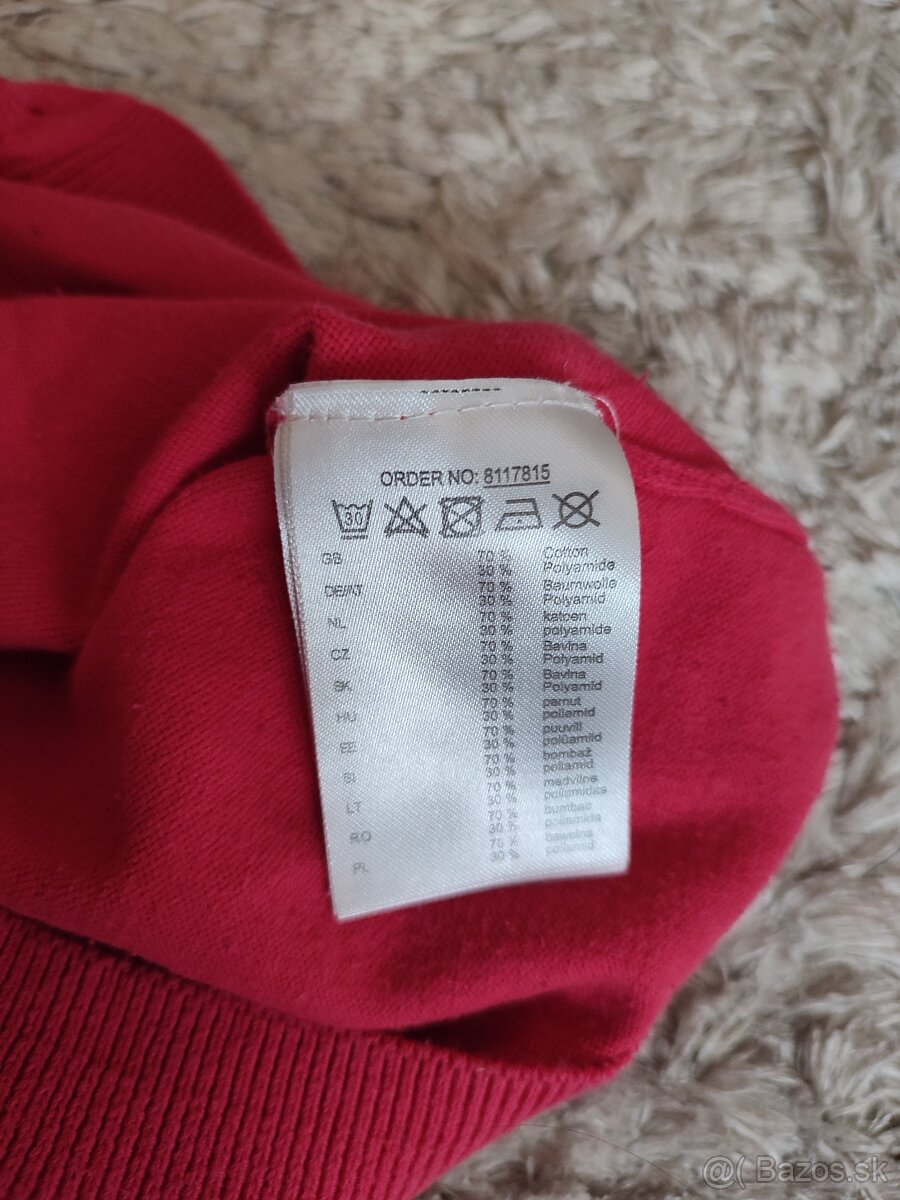 ORDER NO: 8117815
30
GB 70 % Cotton
30 % Polyamide
DE/AT 70 % Baumwolle
30 % Polyamid
NL 70 % katoen
30 % polyamide
CZ 70 % Bavlna
30 % Polyamid
SK 70 % Bavlna
30 % Polyamid
HU 70 % pamut
30 % poliamid
EE 70 % puuvill
30 % polüamiid
SI 70 % bombaž
30 % poliamid
LT 70 % medvilnė
30 % poliamidas
RO 70 % bumbac
30 % poliamida
PL 70 % bawełna
30 % poliamid
@( Bazos.sk